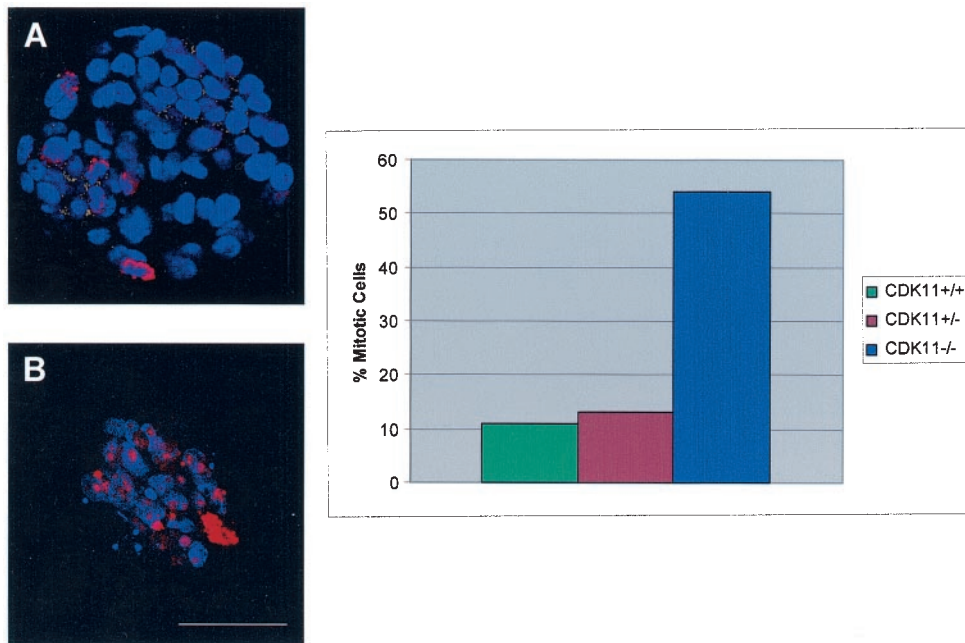 A
B
60
50
40
30
20
10
0
% Mitotic Cells
CDK11+/+
CDK11+/-
CDK11-/-